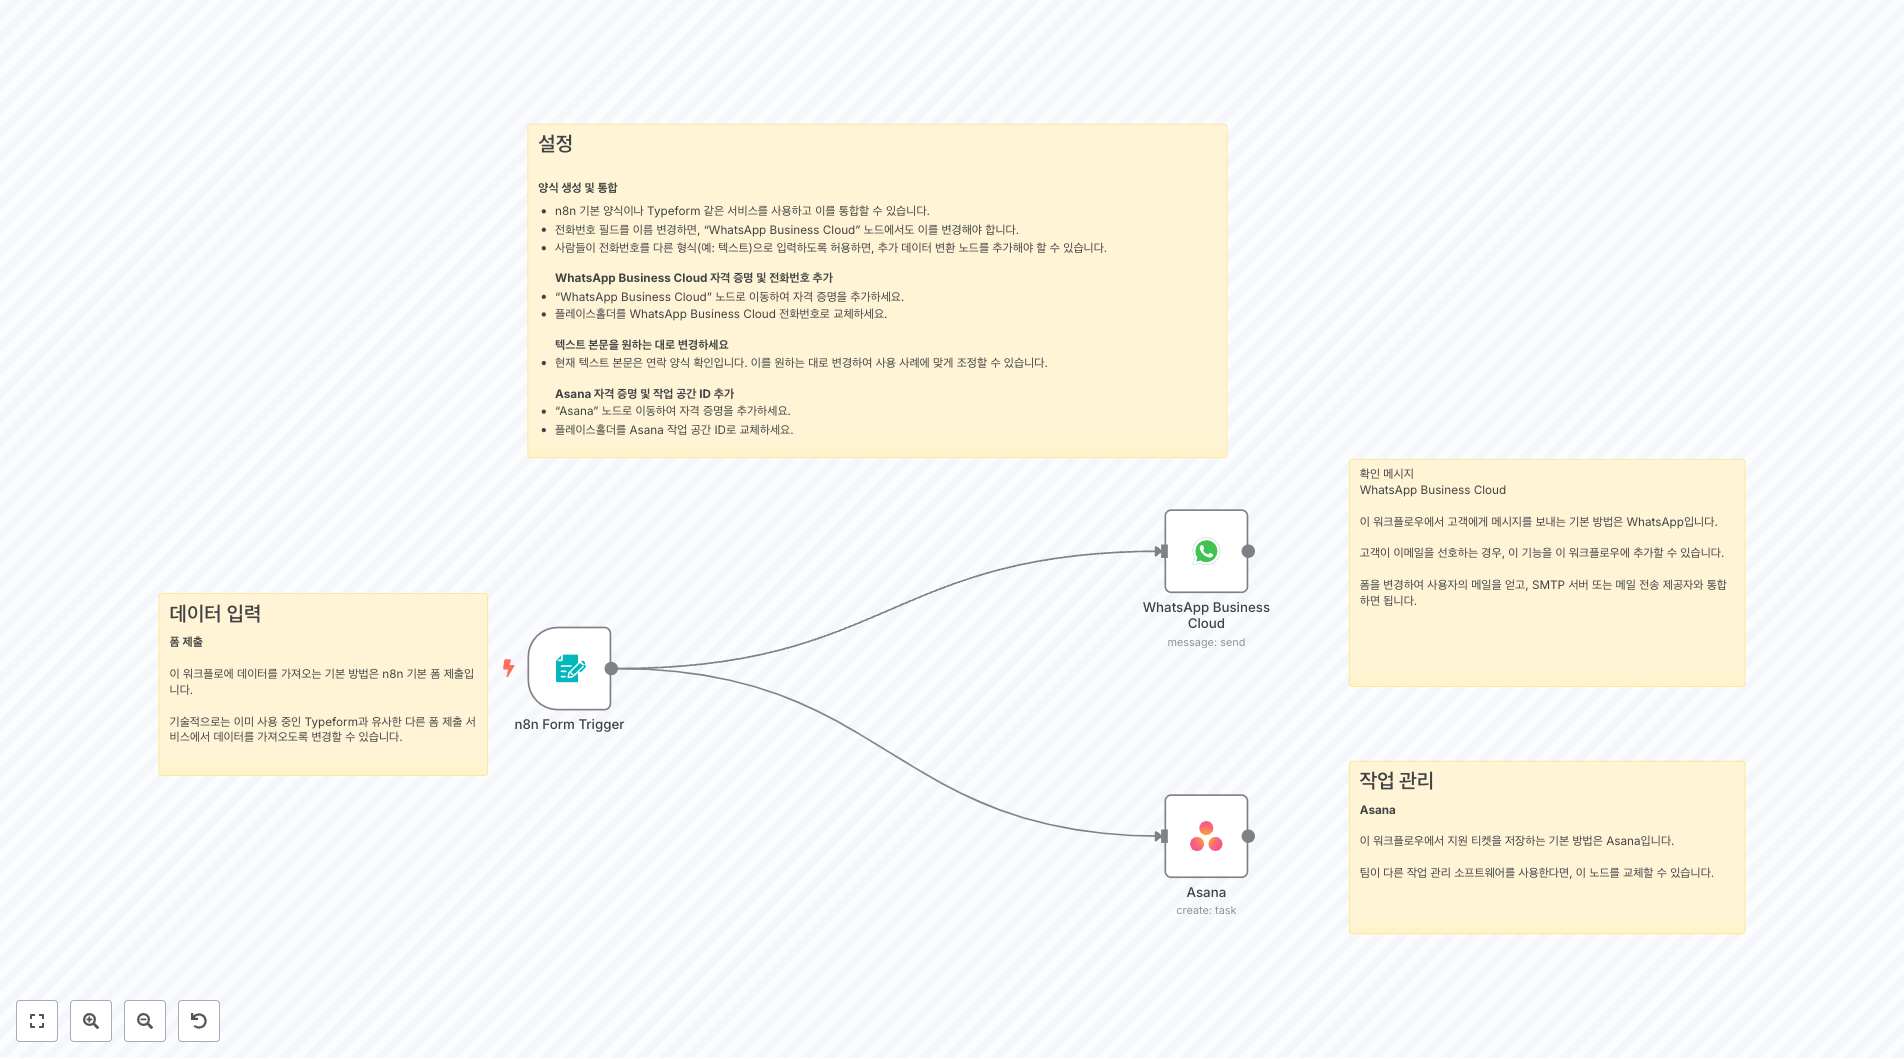 설정
양식 생성 및 통합
n8n 기본 양식이나 Typeform 같은 서비스를 사용하고 이를 통합할 수 있습니다.
전화번호 필드를 이름 변경하면, “WhatsApp Business Cloud” 노드에서도 이를 변경해야 합니다.
사람들이 전화번호를 다른 형식(예: 텍스트)으로 입력하도록 허용하면, 추가 데이터 변환 노드를 추가해야 할 수 있습니다.
WhatsApp Business Cloud 자격 증명 및 전화번호 추가
“WhatsApp Business Cloud” 노드로 이동하여 자격 증명을 추가하세요.
플레이스홀더를 WhatsApp Business Cloud 전화번호로 교체하세요.
텍스트 본문을 원하는 대로 변경하세요
현재 텍스트 본문은 연락 양식 확인입니다. 이를 원하는 대로 변경하여 사용 사례에 맞게 조정할 수 있습니다.
Asana 자격 증명 및 작업 공간 ID 추가
“Asana” 노드로 이동하여 자격 증명을 추가하세요.
플레이스홀더를 Asana 작업 공간 ID로 교체하세요.
데이터 입력
폼 제출
이 워크플로에 데이터를 가져오는 기본 방법은 n8n 기본 폼 제출입
니다.
기술적으로는 이미 사용 중인 Typeform과 유사한 다른 폼 제출 서
비스에서 데이터를 가져오도록 변경할 수 있습니다.
n8n Form Trigger
WhatsApp Business
Cloud
message: send
확인 메시지
WhatsApp Business Cloud
이 워크플로우에서 고객에게 메시지를 보내는 기본 방법은 WhatsApp입니다.
고객이 이메일을 선호하는 경우, 이 기능을 이 워크플로우에 추가할 수 있습니다.
폼을 변경하여 사용자의 메일을 얻고, SMTP 서버 또는 메일 전송 제공자와 통합
하면 됩니다.
Asana
create: task
작업 관리
Asana
이 워크플로우에서 지원 티켓을 저장하는 기본 방법은 Asana입니다.
팀이 다른 작업 관리 소프트웨어를 사용한다면, 이 노드를 교체할 수 있습니다.